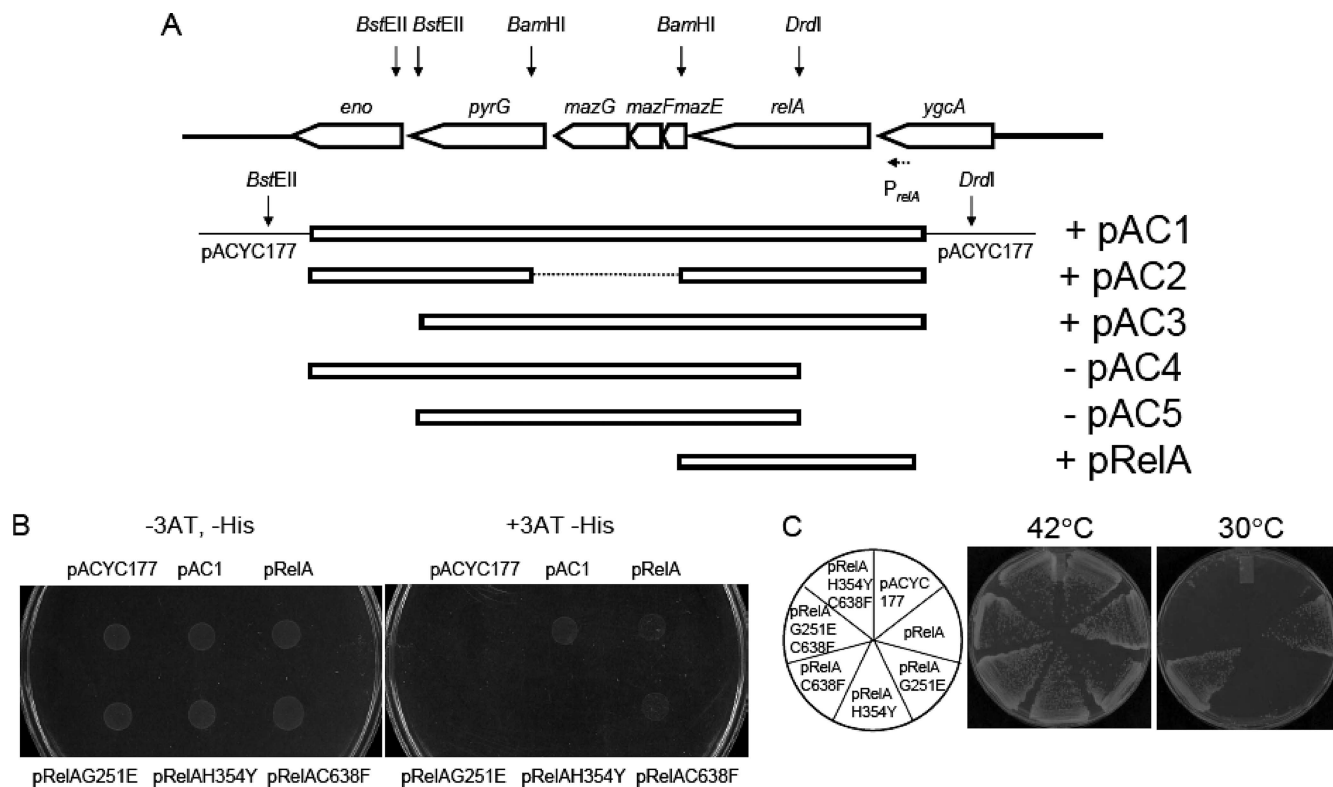 A
BstEII BstEII BamHI BamHI DrdI
eno pyrG mazG mazFmazE relA ygcA
BstEII PrelA DrdI
pACYC177 pACYC177 + pAC1
+ pAC2
+ pAC3
- pAC4
- pAC5
+ pRelA
B -3AT, -His +3AT -His
pACYC177 pAC1 pRelA pACYC177 pAC1 pRelA
pRelAG251E pRelAH354Y pRelAC638F pRelAG251E pRelAH354Y pRelAC638F
C 42°C 30°C
pRelA H354Y C638F
pACYC 177
pRelA
pRelA G251E
pRelA H354Y
pRelA C638F
pRelA G251E C638F